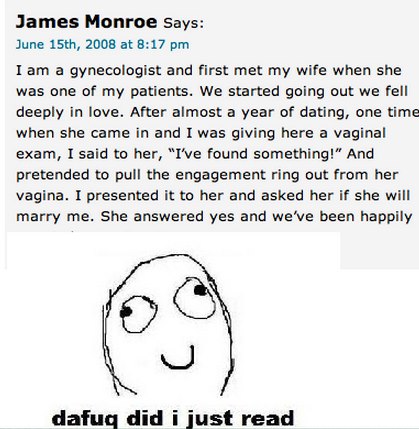 James Monroe Says:
June 15th, 2008 at 8:17 pm
I am a gynecologist and first met my wife when she
was one of my patients. We started going out we fell
deeply in love. After almost a year of dating, one time
when she came in and I was giving here a vaginal
exam, I said to her, “I’ve found something!” And
pretended to pull the engagement ring out from her
vagina. I presented it to her and asked her if she will
marry me. She answered yes and we’ve been happily
dafuq did i just read